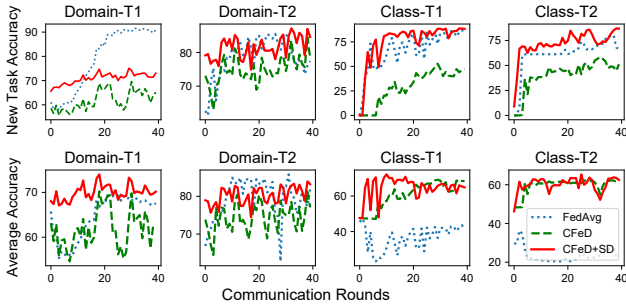 Domain-T1 Domain-T2 Class-T1 Class-T2
New Task Accuracy
90
80
70
60
0 20 40
80
70
0 20 40
75
50
25
0
0 20 40
75
50
25
0
0 20 40
Domain-T1 Domain-T2 Class-T1 Class-T2
Average Accuracy
70
60
0 20 40
80
70
0 20 40
60
40
0 20 40
60
40
20
0 20 40
FedAvg
CFeD
CFeD+SD
Communication Rounds